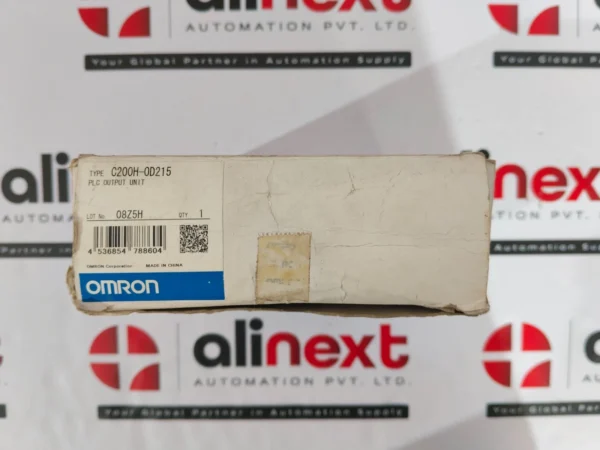 alinext
AUTOMATION PVT. LTD.
Your Global Partner in Automation Supply
TYPE C200H-OD215
PLC OUTPUT UNIT
LOT No. 08Z5H QTY 1
4 536854 788604
OMRON Corporation MADE IN CHINA
OMRON
alinext
AUTOMATION PVT. LTD.
Your Global Partner in Automation Supply